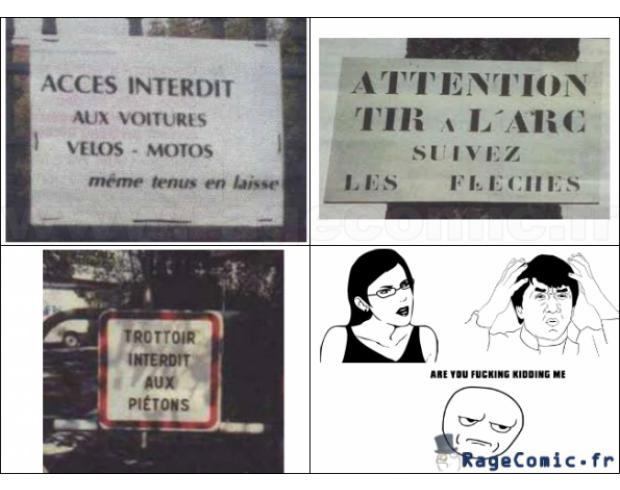 ACCES INTERDIT
AUX VOITURES
VELOS - MOTOS
même tenus en laisse
ATTENTION
TIR A L'ARC
SUIVEZ
LES FLECHES
TROTTOIR
INTERDIT
AUX
PIÉTONS
ARE YOU FUCKING KIDDING ME
RageComic.fr